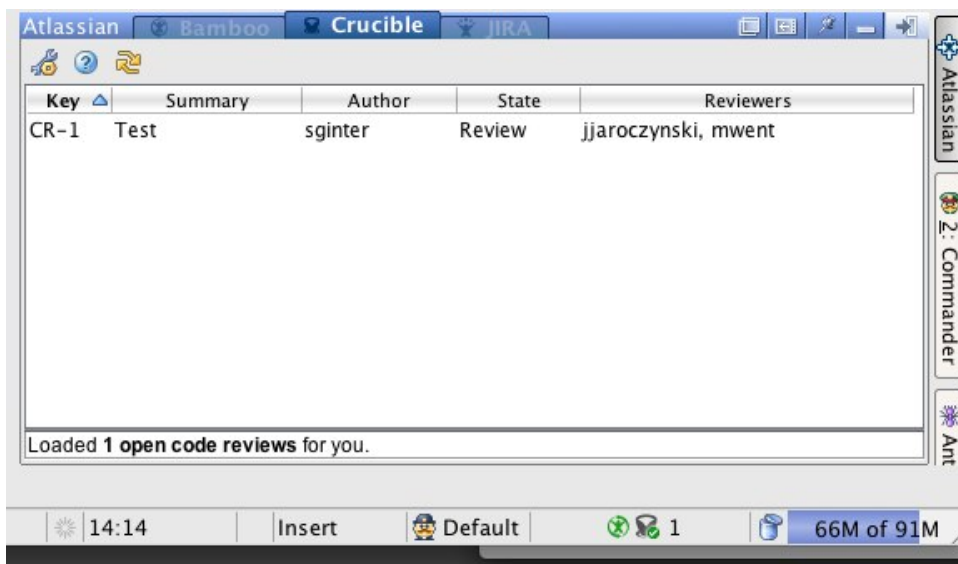 Atlassian Bamboo Crucible JIRA
Key Summary Author State Reviewers
CR-1 Test sginter Review jjaroczynski, mwent
Loaded 1 open code reviews for you.
Atlassian
2: Commander
Ant
14:14 Insert Default 1 66M of 91M